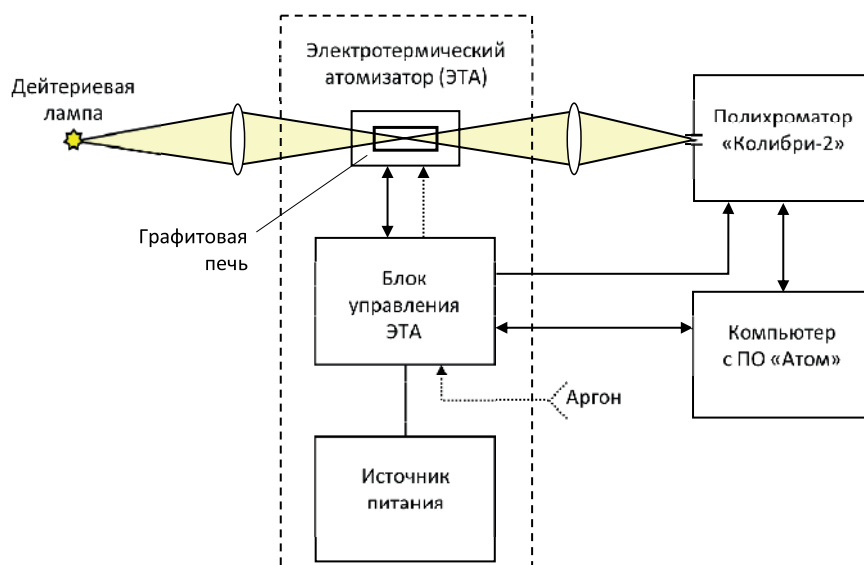 Электротермический
атомизатор (ЭТА)
Дейтериевая
лампа
Полихроматор
«Колибри-2»
Графитовая
печь
Блок
управления
ЭТА
Компьютер
с ПО «Атом»
Аргон
Источник
питания